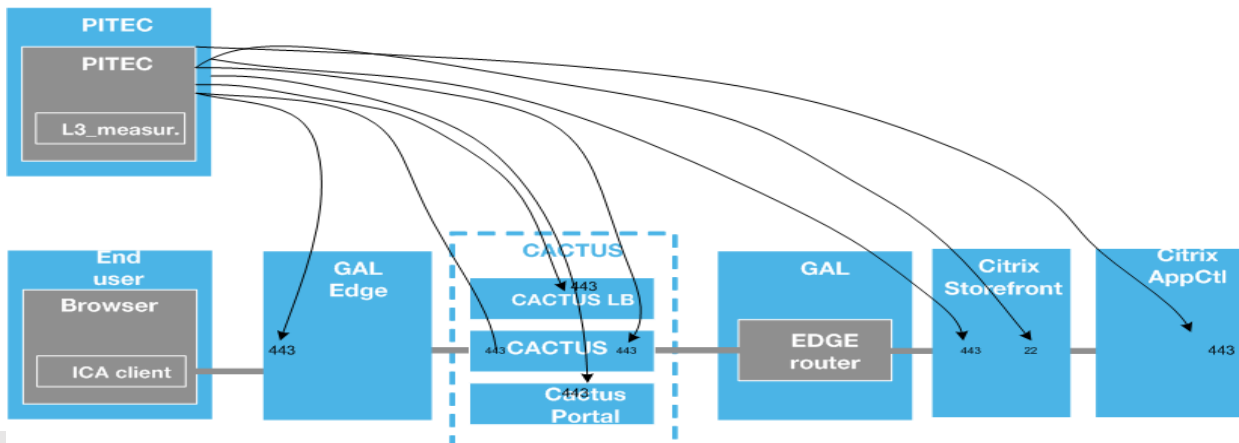 PITEC
PITEC
L3_measur.
End
user
Browser
ICA client
GAL
Edge
443
CACTUS
443
CACTUS LB
443
CACTUS
443
443
Cactus
Portal
GAL
EDGE
router
Citrix
Storefront
443
22
Citrix
AppCtl
443